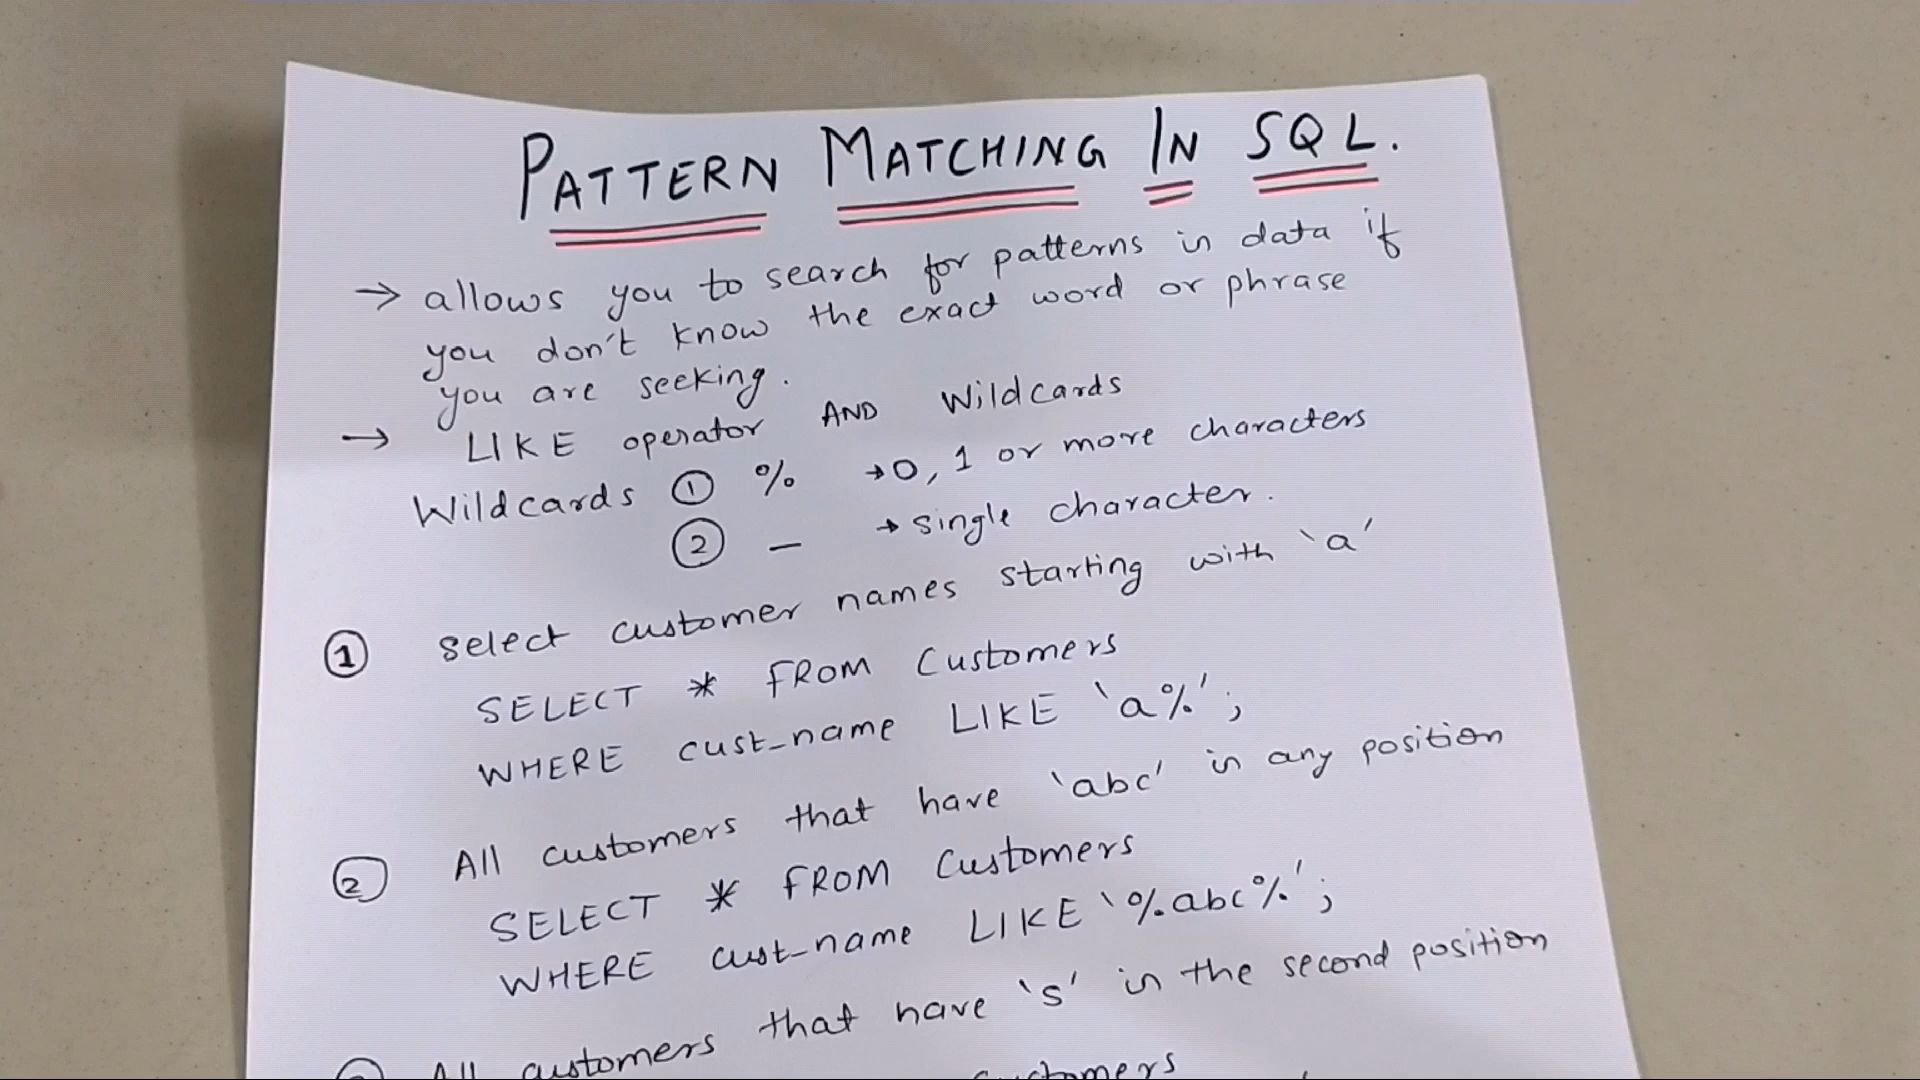 PATTERN MATCHING IN SQL.
→ allows you to search for patterns in data if
you don't know the exact word or phrase
you are seeking.
→ LIKE operator AND Wildcards
Wildcards ① % → 0, 1 or more characters
② _ → single character.
① select customer names starting with `a'
SELECT * FROM Customers
WHERE cust_name LIKE `a%';
② All customers that have `abc' in any position
SELECT * FROM Customers
WHERE cust_name LIKE `%abc%';
All customers that have `s' in the second position
Customers